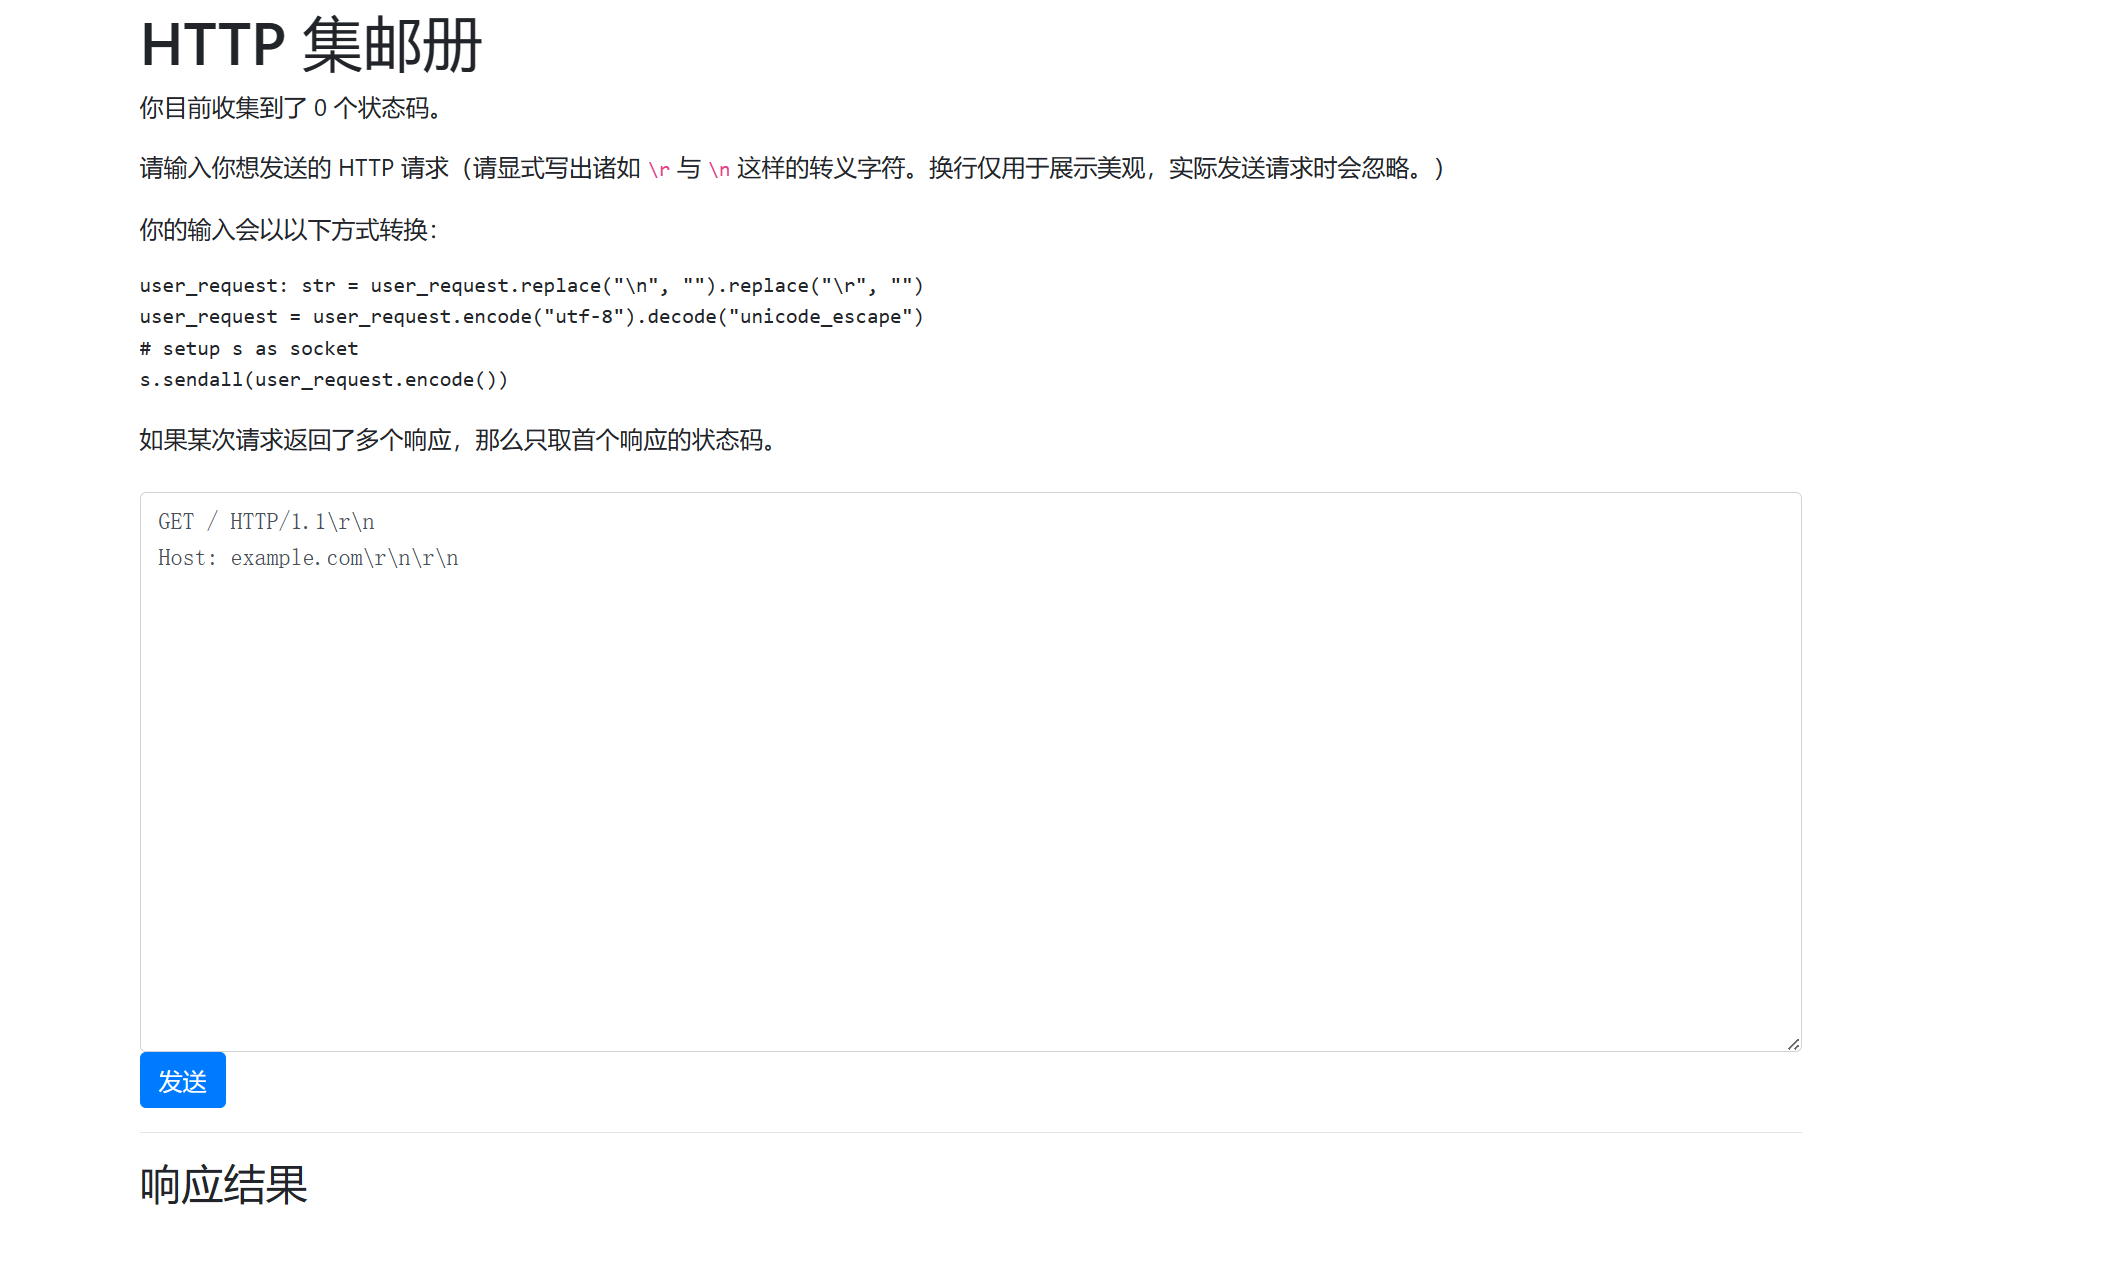 HTTP 集邮册
你目前收集到了 0 个状态码。
请输入你想发送的 HTTP 请求（请显式写出诸如 \r 与 \n 这样的转义字符。换行仅用于展示美观，实际发送请求时会忽略。）
你的输入会以以下方式转换：
user_request: str = user_request.replace("\n", "").replace("\r", "")
user_request = user_request.encode("utf-8").decode("unicode_escape")
# setup s as socket
s.sendall(user_request.encode())
如果某次请求返回了多个响应，那么只取首个响应的状态码。
GET / HTTP/1.1\r\n
Host: example.com\r\n\r\n
发送
响应结果